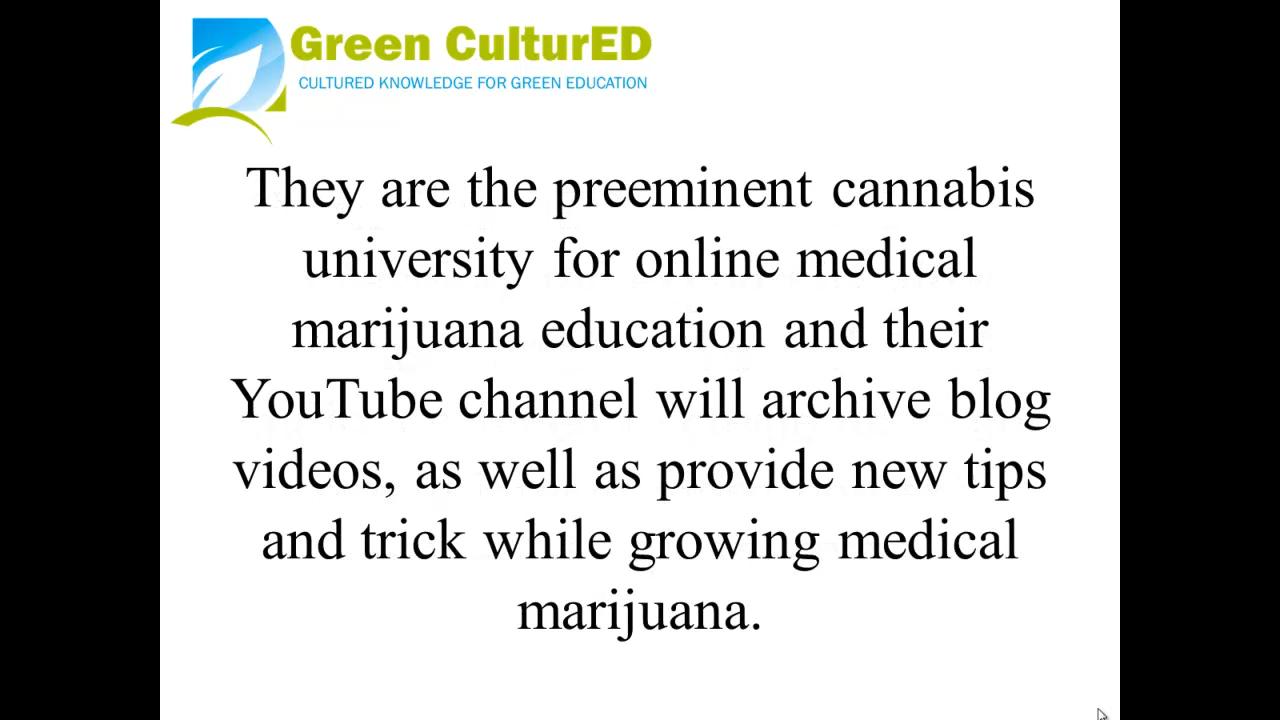 Green CulturED
CULTURED KNOWLEDGE FOR GREEN EDUCATION
They are the preeminent cannabis
university for online medical
marijuana education and their
YouTube channel will archive blog
videos, as well as provide new tips
and trick while growing medical
marijuana.